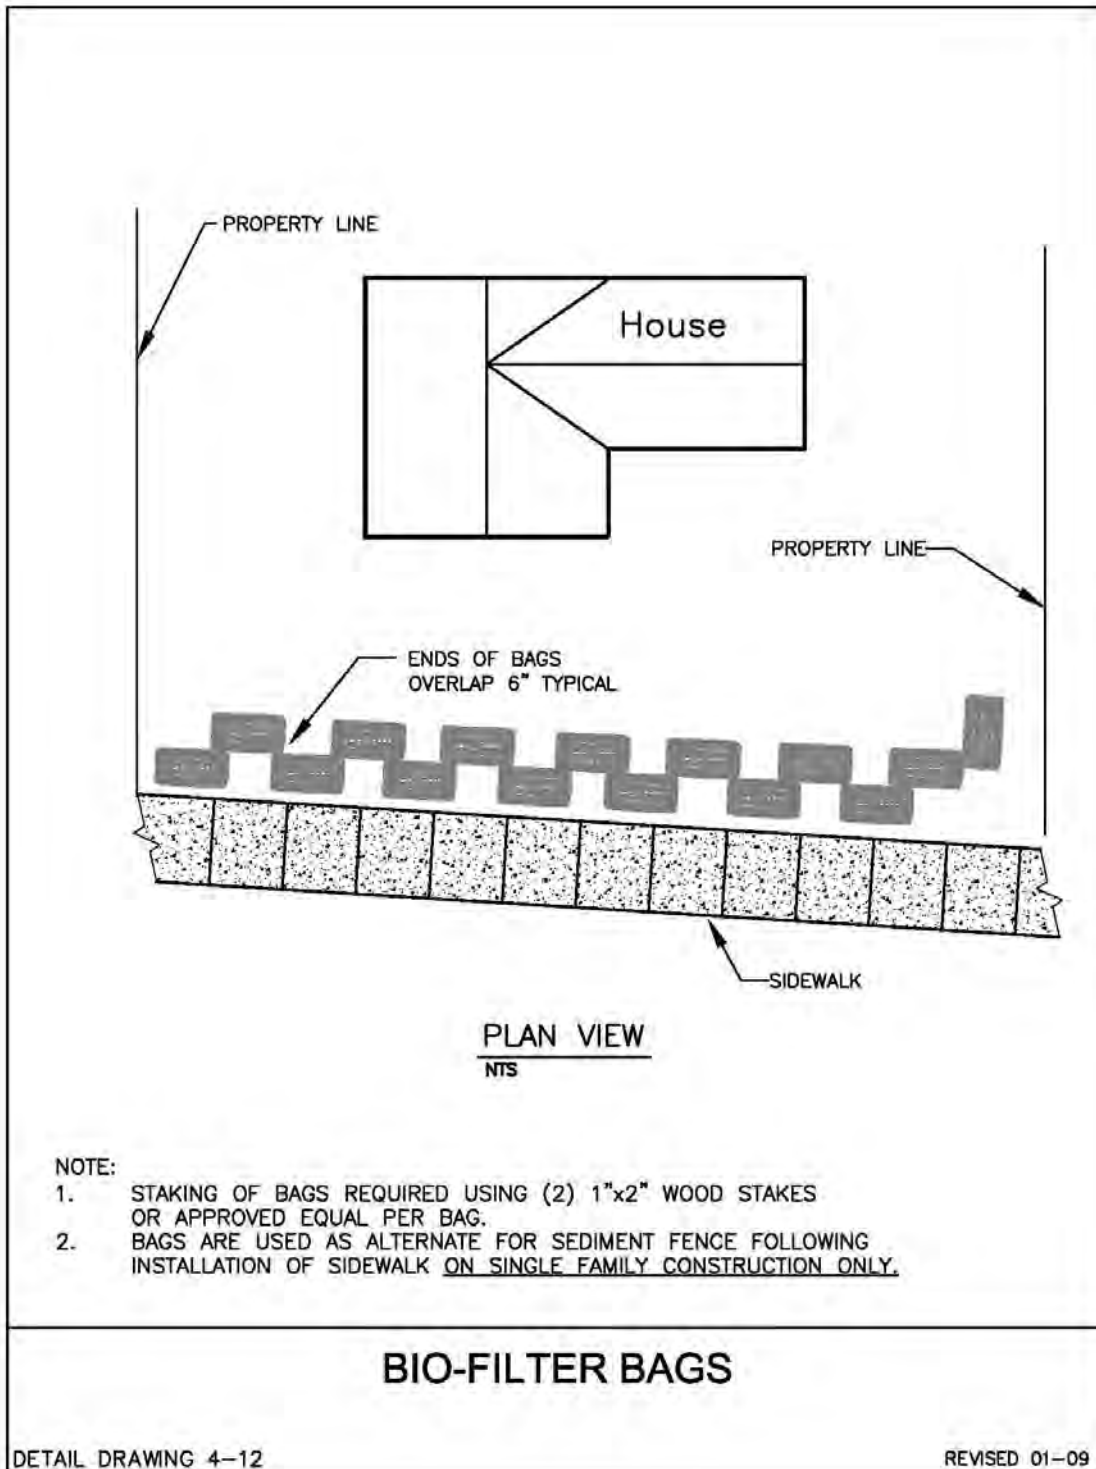 PROPERTY LINE
House
PROPERTY LINE
ENDS OF BAGS
OVERLAP 6" TYPICAL
SIDEWALK
PLAN VIEW
NTS
NOTE:
1. STAKING OF BAGS REQUIRED USING (2) 1"x2" WOOD STAKES
OR APPROVED EQUAL PER BAG.
2. BAGS ARE USED AS ALTERNATE FOR SEDIMENT FENCE FOLLOWING
INSTALLATION OF SIDEWALK ON SINGLE FAMILY CONSTRUCTION ONLY.
BIO-FILTER BAGS
DETAIL DRAWING 4-12
REVISED 01-09